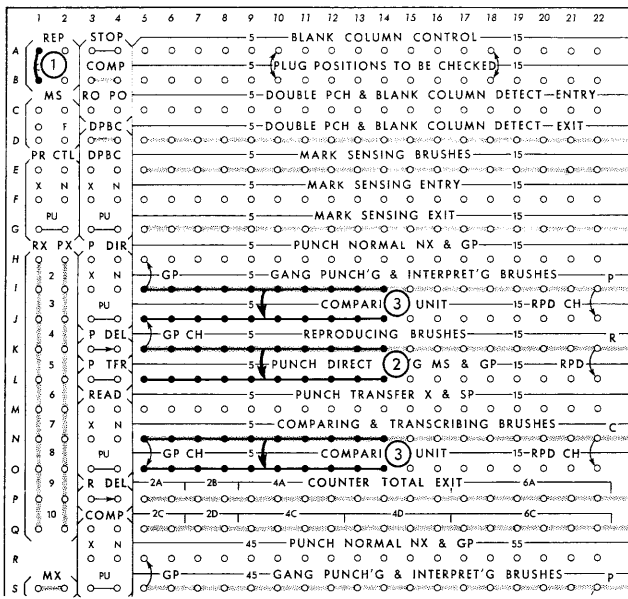 1 2 3 4 5 6 7 8 9 10 11 12 13 14 15 16 17 18 19 20 21 22
REP STOP 5 BLANK COLUMN CONTROL 15
A
1 COMP 5 PLUG POSITIONS TO BE CHECKED 15
B
MS RO PO 5 DOUBLE PCH & BLANK COLUMN DETECT-ENTRY
C
F DPBC 5 DOUBLE PCH & BLANK COLUMN DETECT-EXIT
D
PR CTL DPBC 5 MARK SENSING BRUSHES 15
E
X N X N 5 MARK SENSING ENTRY 15
F
PU PU 5 MARK SENSING EXIT 15
G
RX PX P DIR 5 PUNCH NORMAL NX & GP 15
H
2 X N GP 5 GANG PUNCH'G & INTERPRET'G BRUSHES P
I
3 PU 5 COMPARI 3 UNIT 15 RPD CH
J
4 P DEL GP CH 5 REPRODUCING BRUSHES 15 R
K
5 P TFR 5 PUNCH DIRECT 2 'G MS & GP 15 RPD
L
6 READ 5 PUNCH TRANSFER X & SP 15
M
7 X N 5 COMPARING & TRANSCRIBING BRUSHES C
N
8 PU GP CH 5 COMPARI 3 UNIT 15 RPD CH
O
9 R DEL 2A 2B 4A COUNTER TOTAL EXIT 6A
P
10 COMP 2C 2D 4C 4D 6C
Q
X N 45 PUNCH NORMAL NX & GP 55
R
MX PU GP 45 GANG PUNCH'G & INTERPRET'G BRUSHES P
S